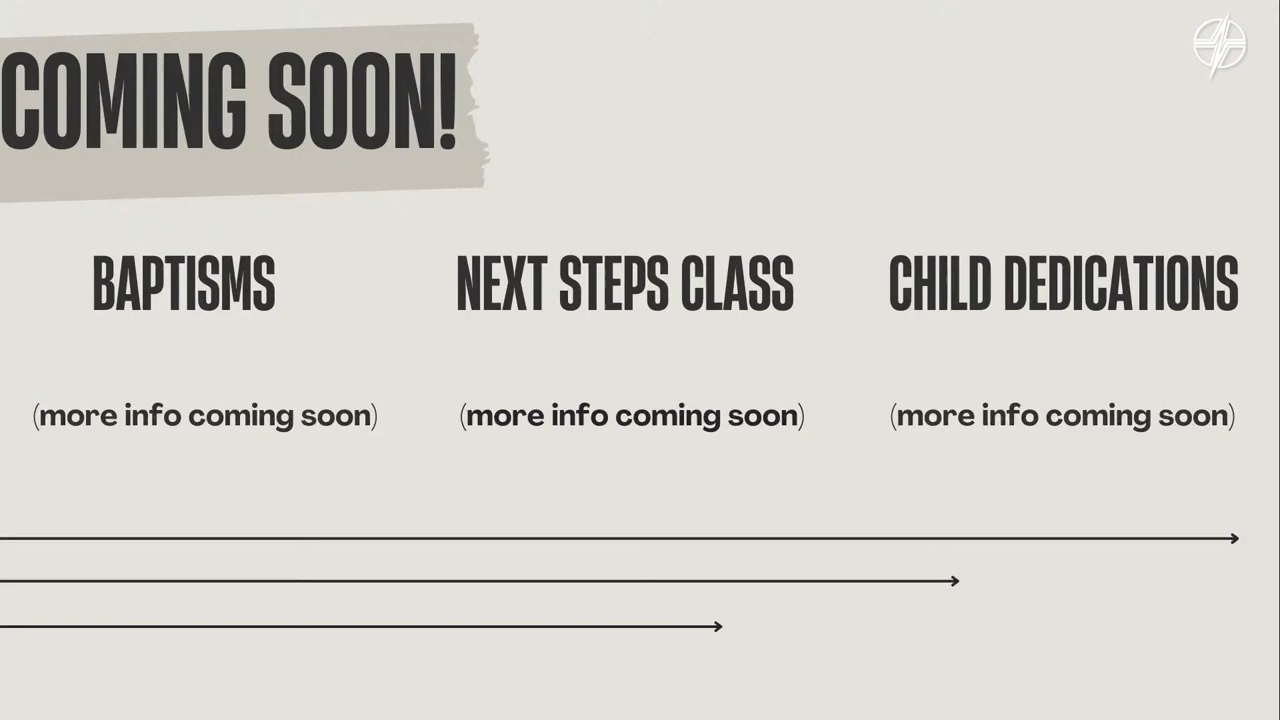 COMING SOON!
BAPTISMS
NEXT STEPS CLASS
CHILD DEDICATIONS
(more info coming soon)
(more info coming soon)
(more info coming soon)